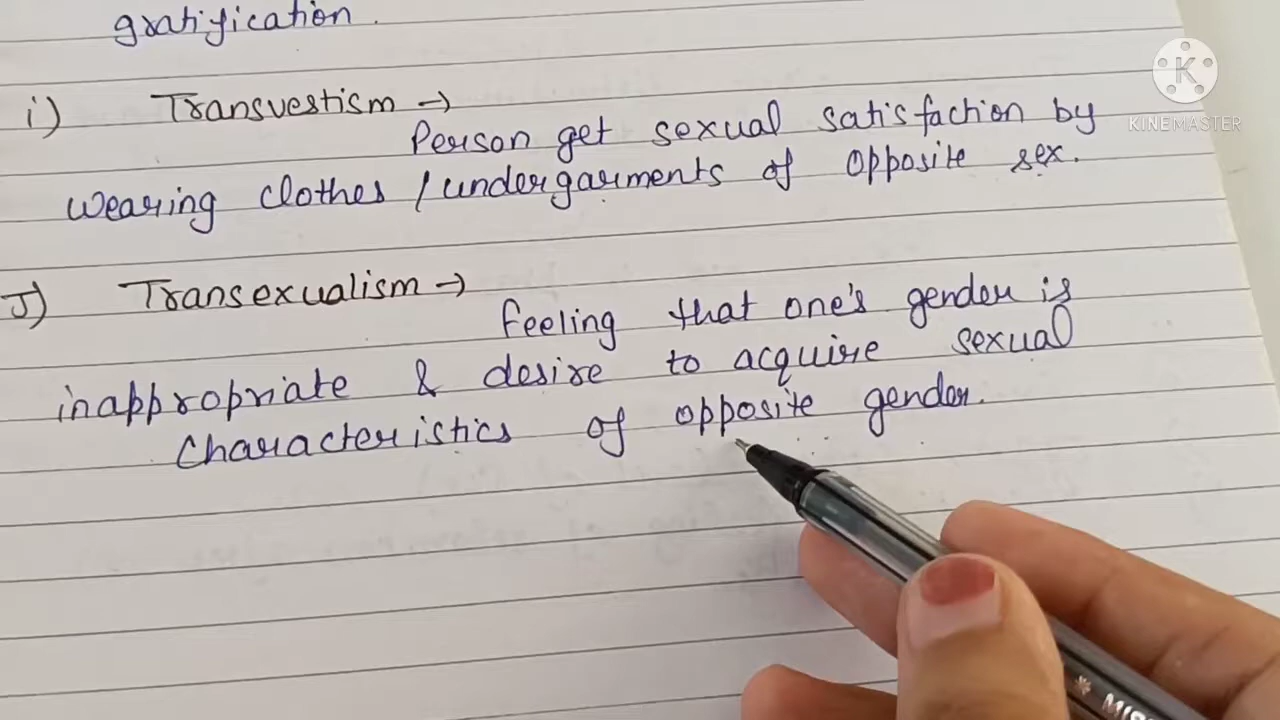 gratification.
i) Transvestism →
Person get sexual satisfaction by
wearing clothes / undergarments of opposite sex.
J) Transexualism →
feeling that one's gender is
inappropriate & desire to acquire sexual
characteristics of opposite gender.
K
KINEMASTER